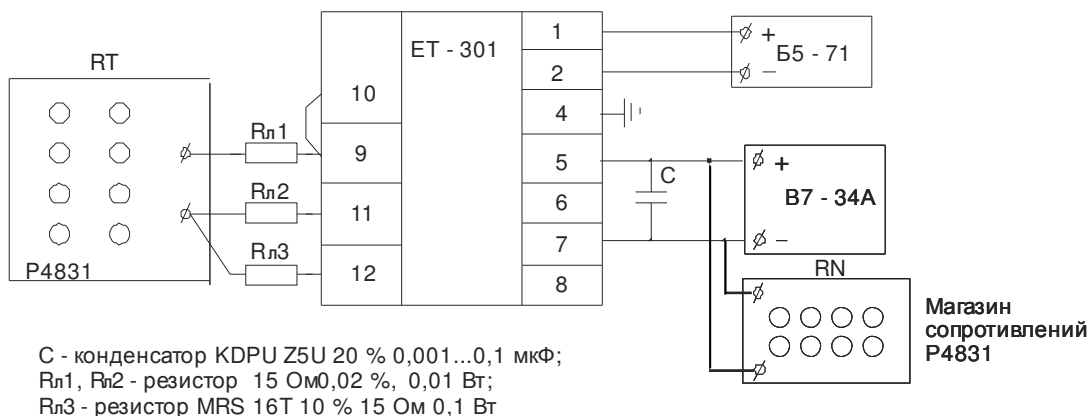 RT
P4831
Rл1
Rл2
Rл3
10
9
11
12
ET - 301
1
2
4
5
6
7
8
+
−
Б5 - 71
C
+
−
В7 - 34А
RN
Магазин
сопротивлений
Р4831
С - конденсатор KDPU Z5U 20 % 0,001...0,1 мкФ;
Rл1, Rл2 - резистор 15 Ом0,02 %, 0,01 Вт;
Rл3 - резистор MRS 16T 10 % 15 Ом 0,1 Вт